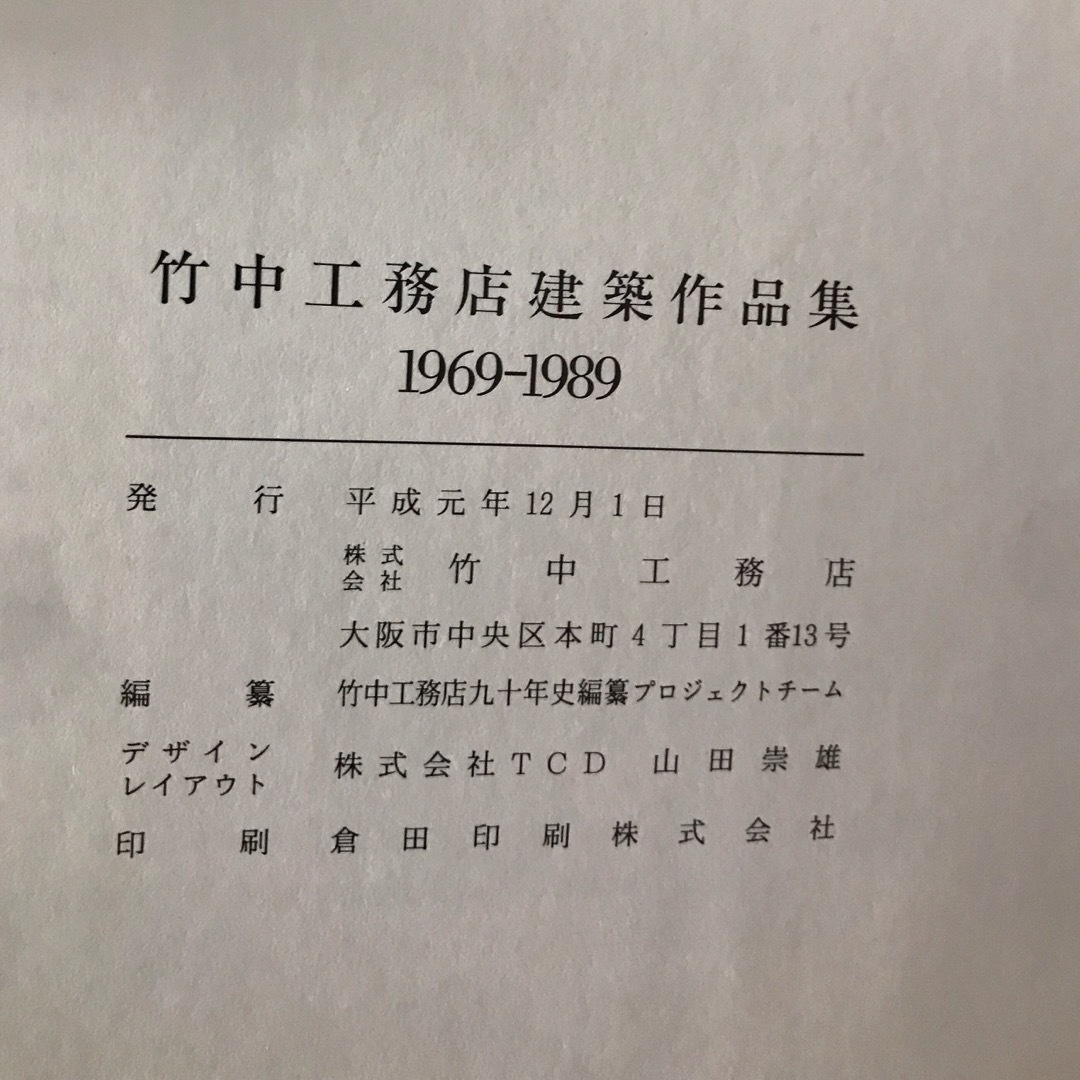 竹中工務店建築作品集
1969-1989
発行 平成元年12月1日
株式会社 竹中工務店
大阪市中央区本町4丁目1番13号
編纂 竹中工務店九十年史編纂プロジェクトチーム
デザイン
レイアウト 株式会社TCD 山田崇雄
印刷 倉田印刷株式会社